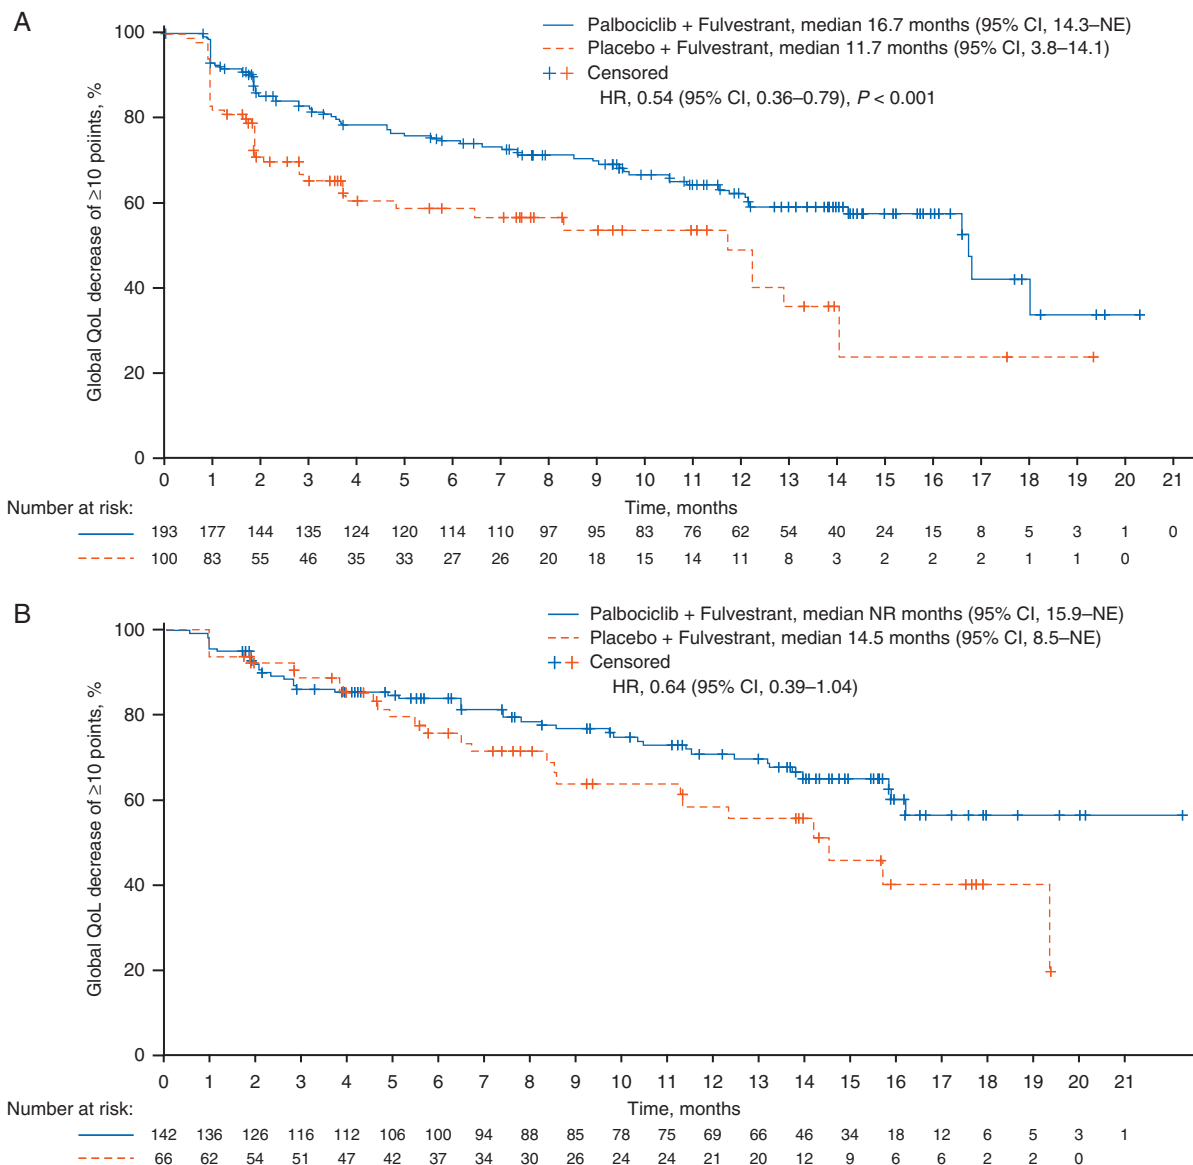 A
Palbociclib + Fulvestrant, median 16.7 months (95% CI, 14.3–NE)
Placebo + Fulvestrant, median 11.7 months (95% CI, 3.8–14.1)
Censored
HR, 0.54 (95% CI, 0.36–0.79), P < 0.001
Global QoL decrease of ≥10 poiints, %
100
80
60
40
20
0
0 1 2 3 4 5 6 7 8 9 10 11 12 13 14 15 16 17 18 19 20 21
Number at risk: Time, months
193 177 144 135 124 120 114 110 97 95 83 76 62 54 40 24 15 8 5 3 1 0
100 83 55 46 35 33 27 26 20 18 15 14 11 8 3 2 2 2 1 1 0
B
Palbociclib + Fulvestrant, median NR months (95% CI, 15.9–NE)
Placebo + Fulvestrant, median 14.5 months (95% CI, 8.5–NE)
Censored
HR, 0.64 (95% CI, 0.39–1.04)
Global QoL decrease of ≥10 points, %
100
80
60
40
20
0
0 1 2 3 4 5 6 7 8 9 10 11 12 13 14 15 16 17 18 19 20 21
Number at risk: Time, months
142 136 126 116 112 106 100 94 88 85 78 75 69 66 46 34 18 12 6 5 3 1
66 62 54 51 47 42 37 34 30 26 24 24 21 20 12 9 6 6 2 2 0